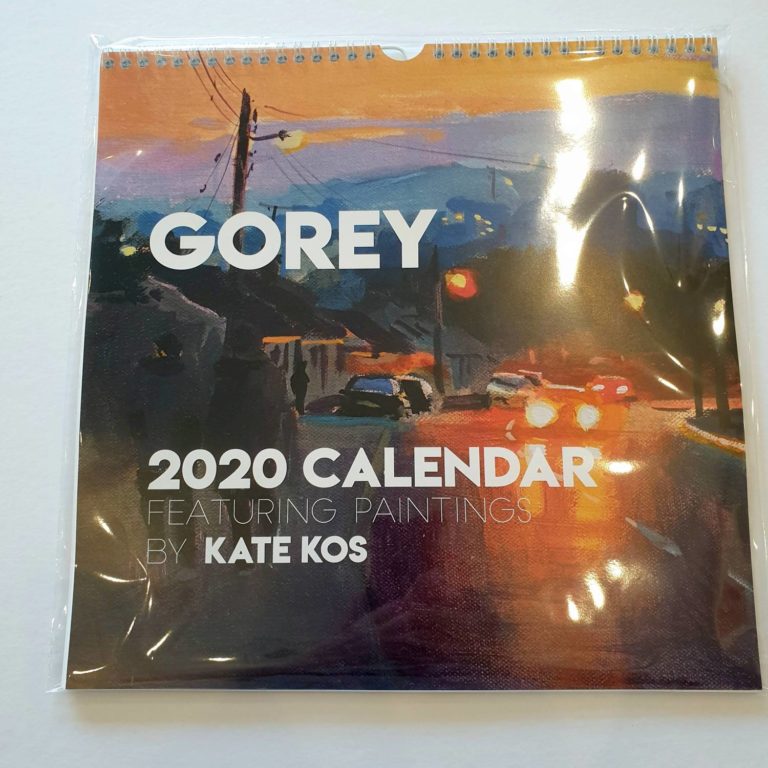 GOREY
2020 CALENDAR
FEATURING PAINTINGS
BY KATE KOS